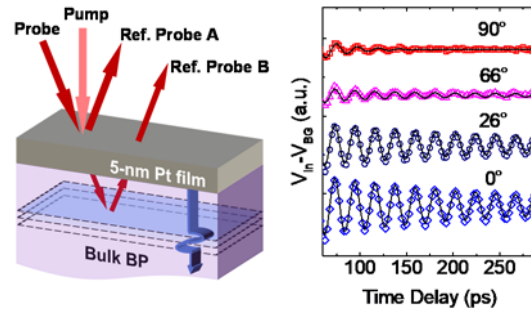 Pump
Probe
Ref. Probe A
Ref. Probe B
5-nm Pt film
Bulk BP
V_In-V_BG (a.u.)
90°
66°
26°
0°
100 150 200 250
Time Delay (ps)